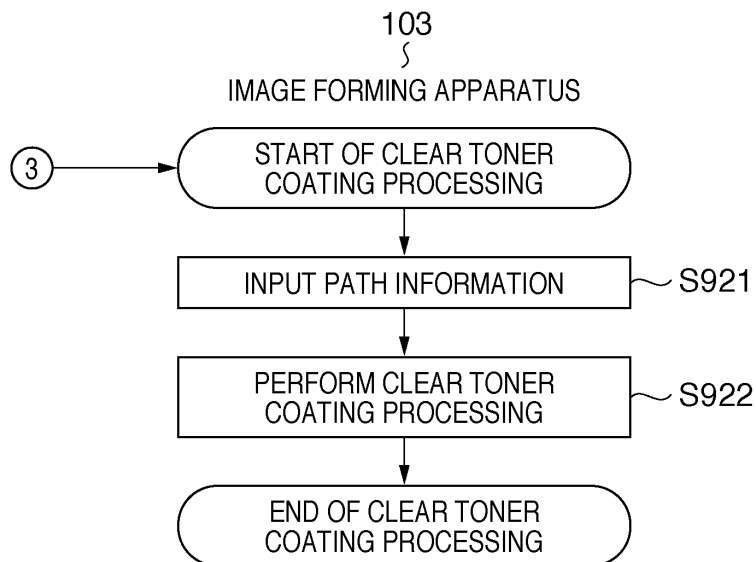 103
IMAGE FORMING APPARATUS
3
START OF CLEAR TONER
COATING PROCESSING
INPUT PATH INFORMATION
S921
PERFORM CLEAR TONER
COATING PROCESSING
S922
END OF CLEAR TONER
COATING PROCESSING